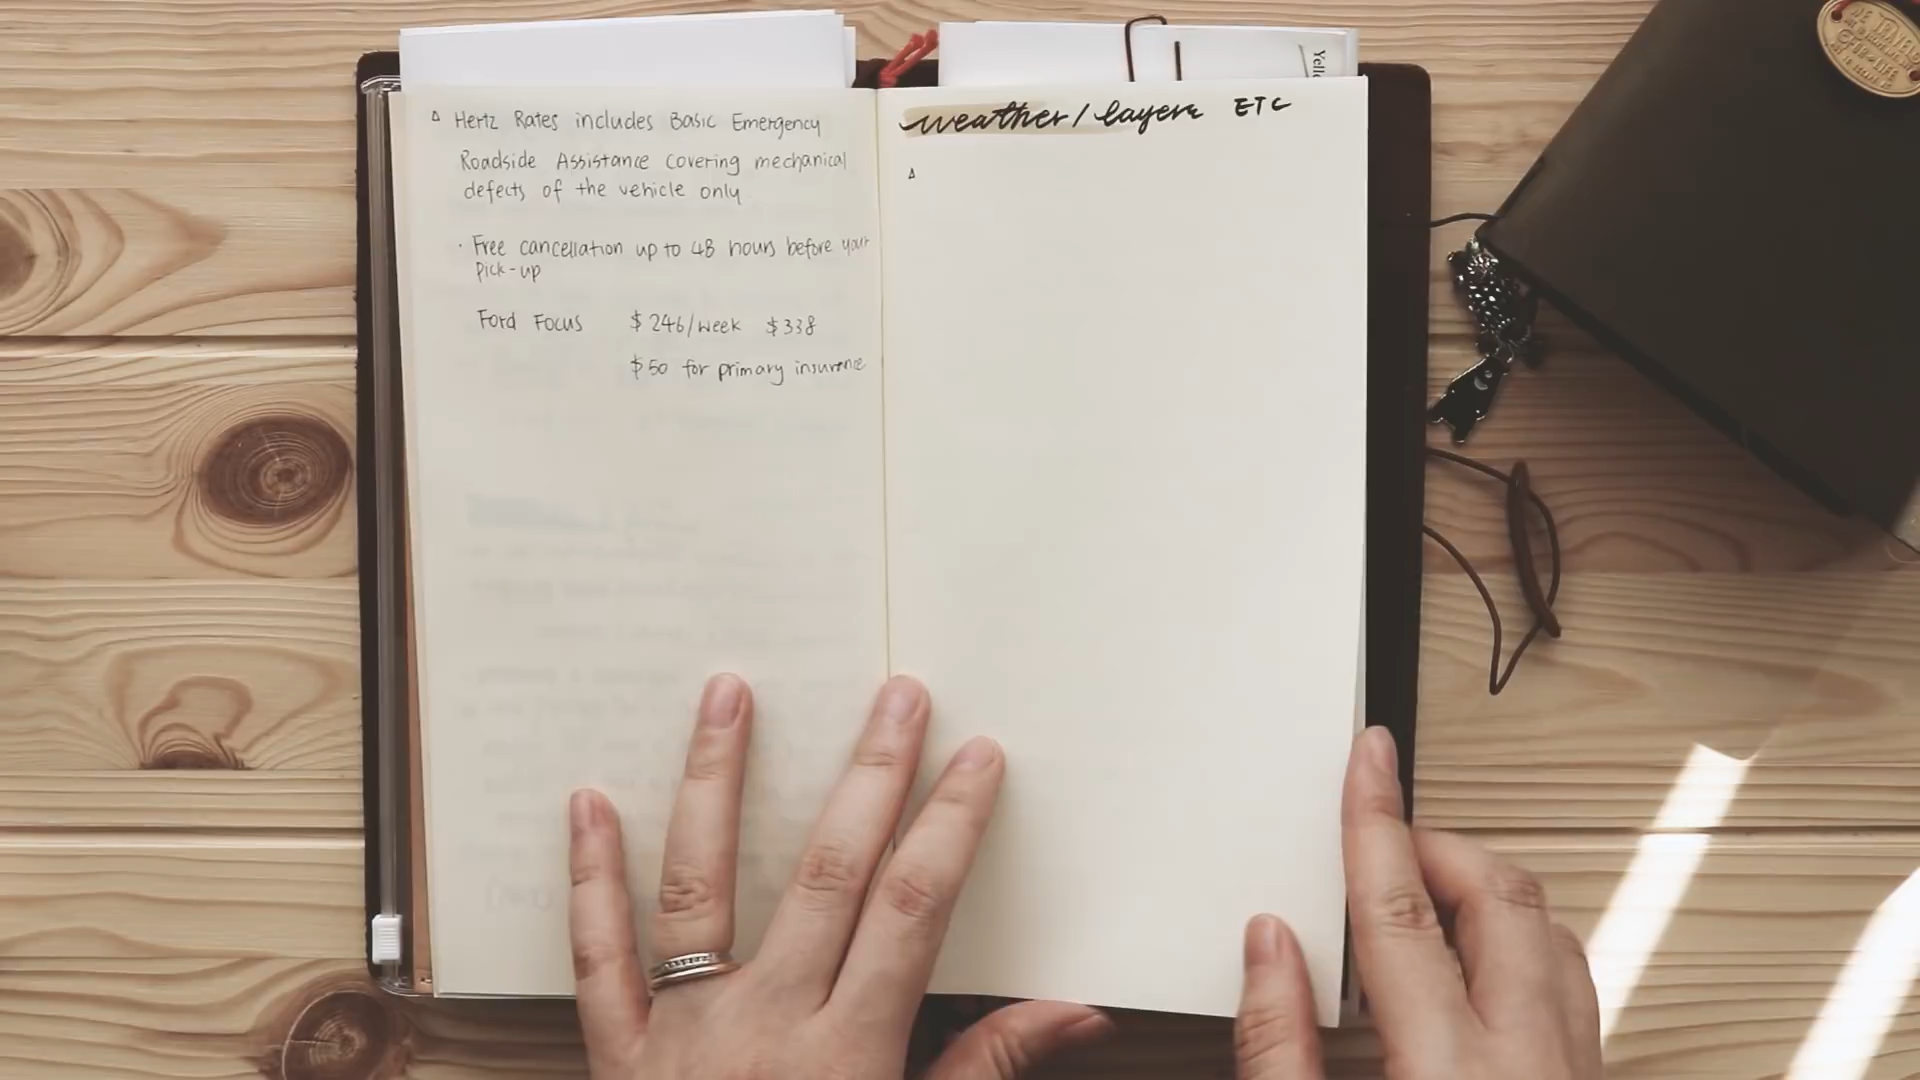 Hertz Rates includes Basic Emergency
Roadside Assistance covering mechanical
defects of the vehicle only
· Free cancellation up to 48 hours before your
pick-up
Ford Focus $246/week $338
$50 for primary insurance
weather/layers ETC
Yello